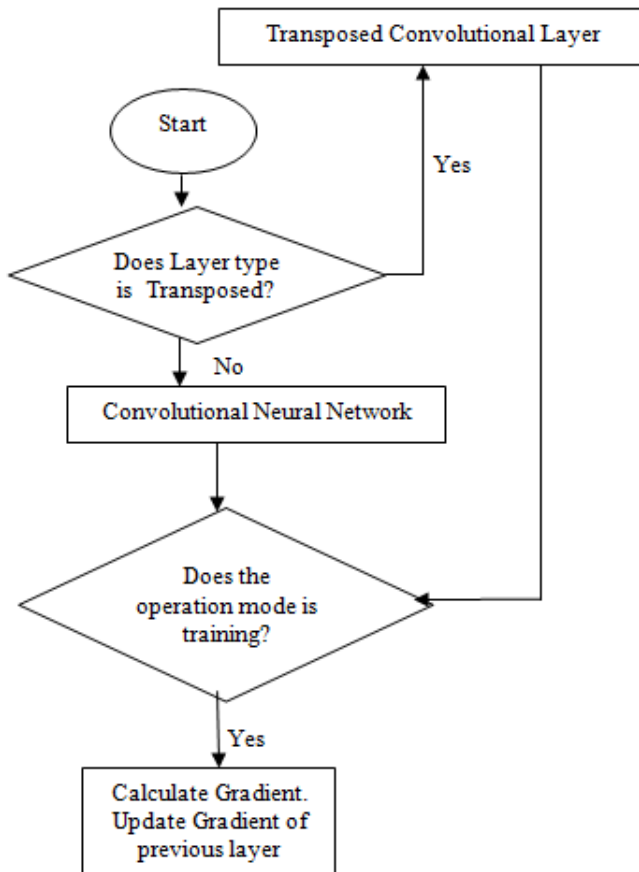 Transposed Convolutional Layer
Start
Yes
Does Layer type
is Transposed?
No
Convolutional Neural Network
Does the
operation mode is
training?
Yes
Calculate Gradient.
Update Gradient of
previous layer